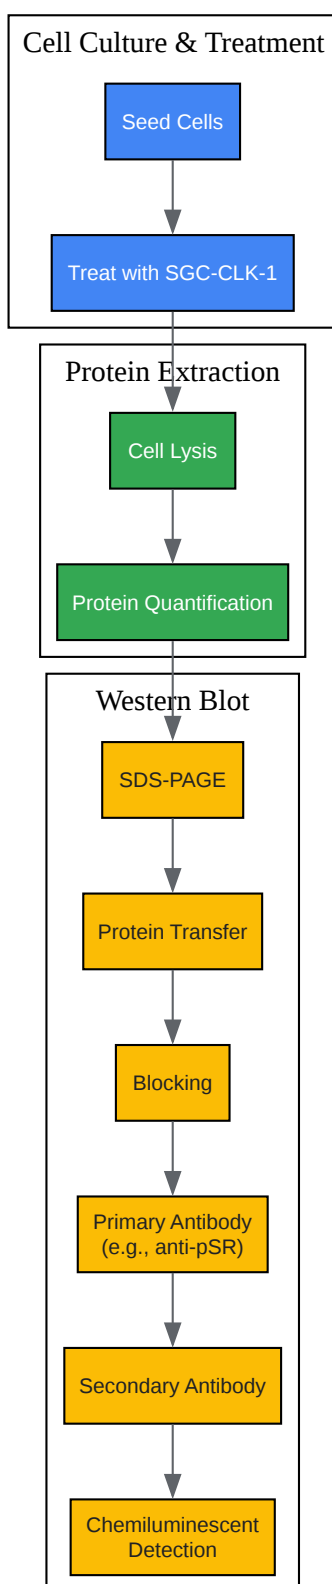 Cell Culture & Treatment
Seed Cells
Treat with SGC-CLK-1
Protein Extraction
Cell Lysis
Protein Quantification
Western Blot
SDS-PAGE
Protein Transfer
Blocking
Primary Antibody
(e.g., anti-pSR)
Secondary Antibody
Chemiluminescent
Detection